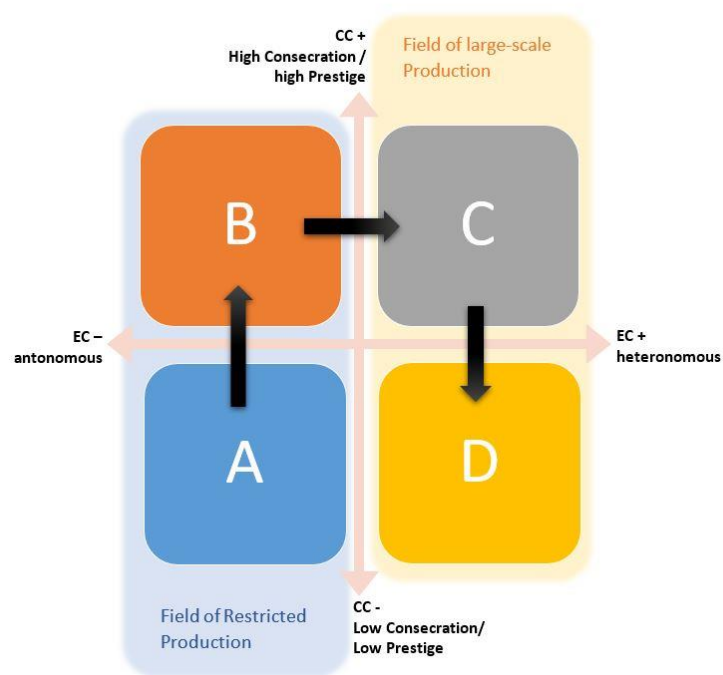 CC +
High Consecration /
high Prestige
Field of large-scale
Production
B
C
EC –
antonomous
EC +
heteronomous
A
D
CC -
Low Consecration/
Low Prestige
Field of Restricted
Production